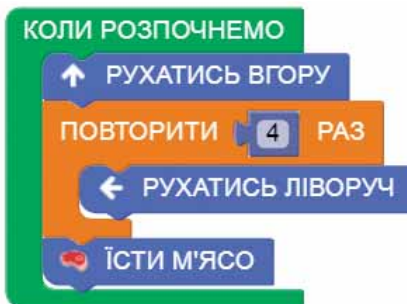 КОЛИ РОЗПОЧНЕМО
РУХАТИСЬ ВГОРУ
ПОВТОРИТИ 4 РАЗ
РУХАТИСЬ ЛІВОРУЧ
ЇСТИ М'ЯСО